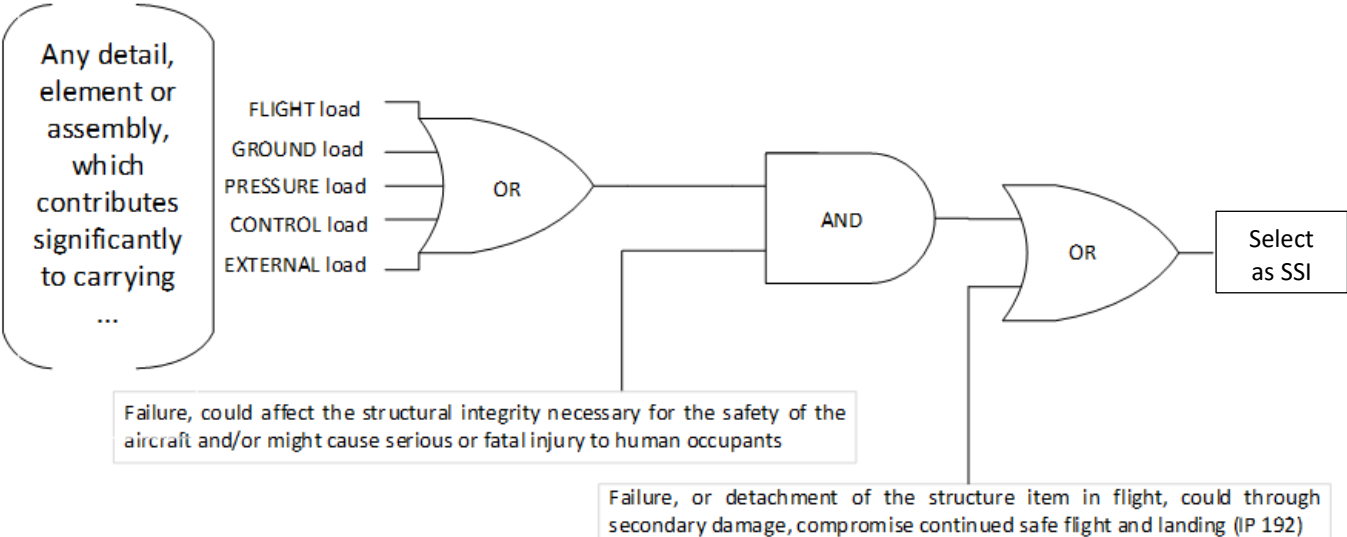 Any detail,
element or
assembly,
which
contributes
significantly
to carrying
...
FLIGHT load
GROUND load
PRESSURE load
CONTROL load
EXTERNAL load
OR
AND
OR
Select
as SSI
Failure, could affect the structural integrity necessary for the safety of the
aircraft and/or might cause serious or fatal injury to human occupants
Failure, or detachment of the structure item in flight, could through
secondary damage, compromise continued safe flight and landing (IP 192)